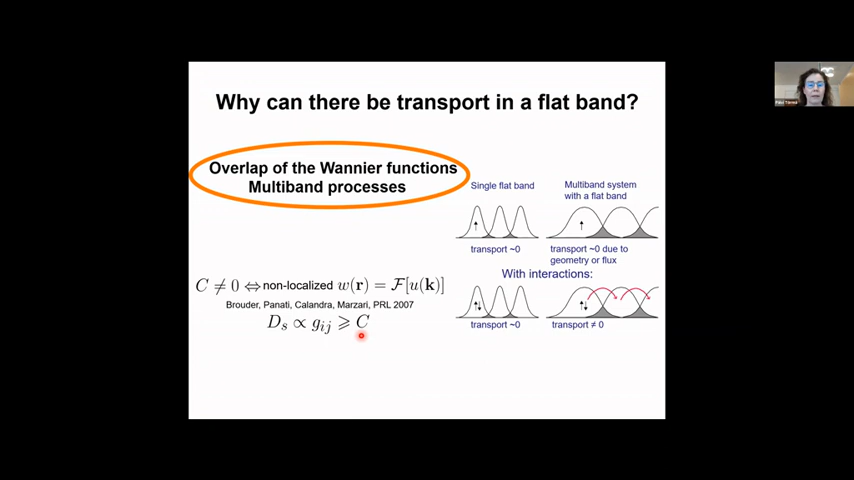 Why can there be transport in a flat band?
Overlap of the Wannier functions
Multiband processes
Single flat band
Multiband system
with a flat band
transport ~0
transport ~0 due to
geometry or flux
With interactions:
transport ~0
transport ≠ 0
C ≠ 0 ⇔ non-localized w(r) = F[u(k)]
Brouder, Panati, Calandra, Marzari, PRL 2007
D_s ∝ g_ij ⩾ C